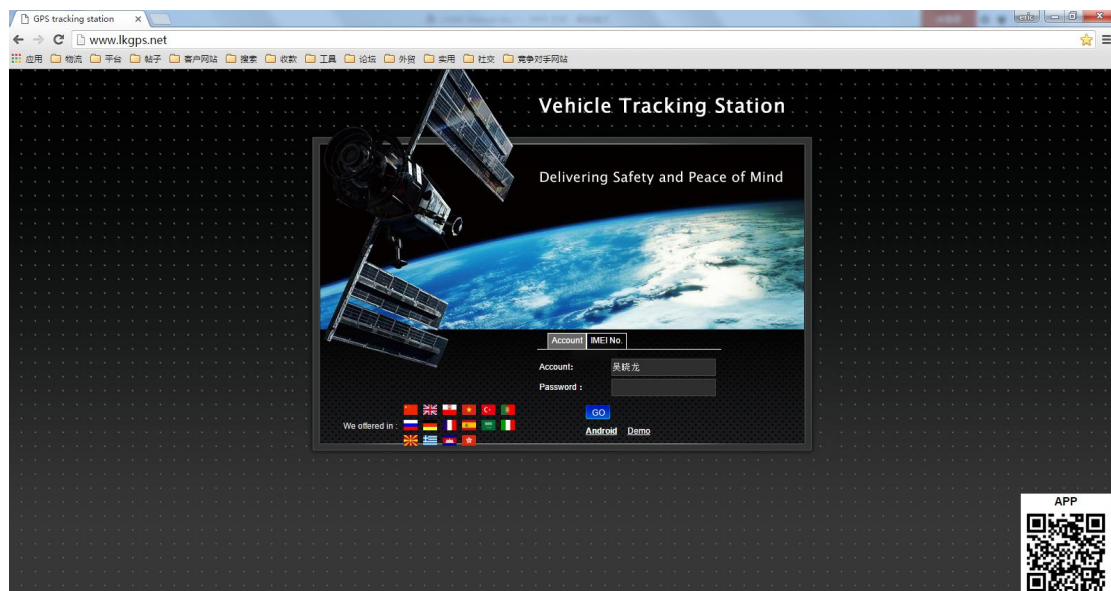 GPS tracking station
eric
www.lkgps.net
应用 物流 平台 帖子 客户网站 搜索 收款 工具 论坛 外贸 实用 社交 竞争对手网站
Vehicle Tracking Station
Delivering Safety and Peace of Mind
Account IMEI No.
Account: 吴晓龙
Password :
GO
We offered in :
Android Demo
APP